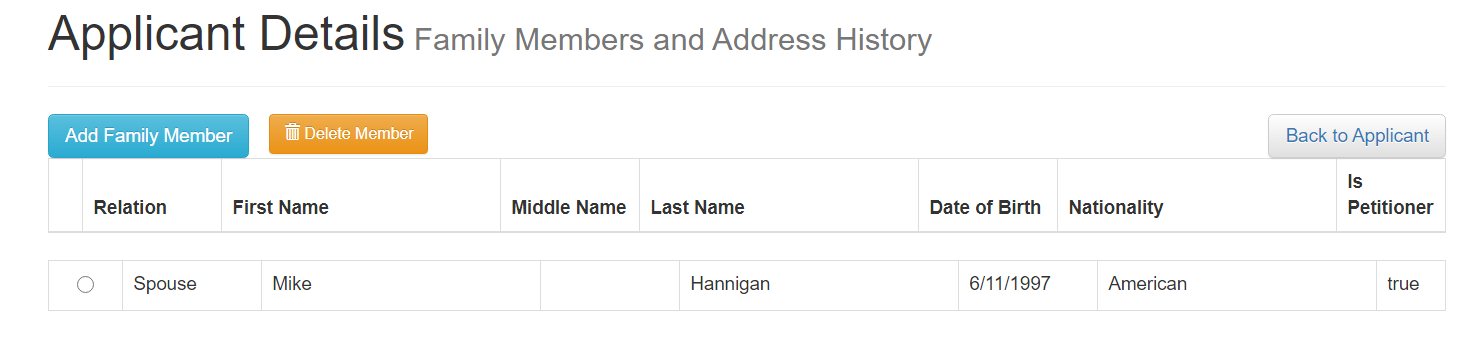 Applicant Details Family Members and Address History
Add Family Member Delete Member Back to Applicant
Relation First Name Middle Name Last Name Date of Birth Nationality Is Petitioner
Spouse Mike Hannigan 6/11/1997 American true